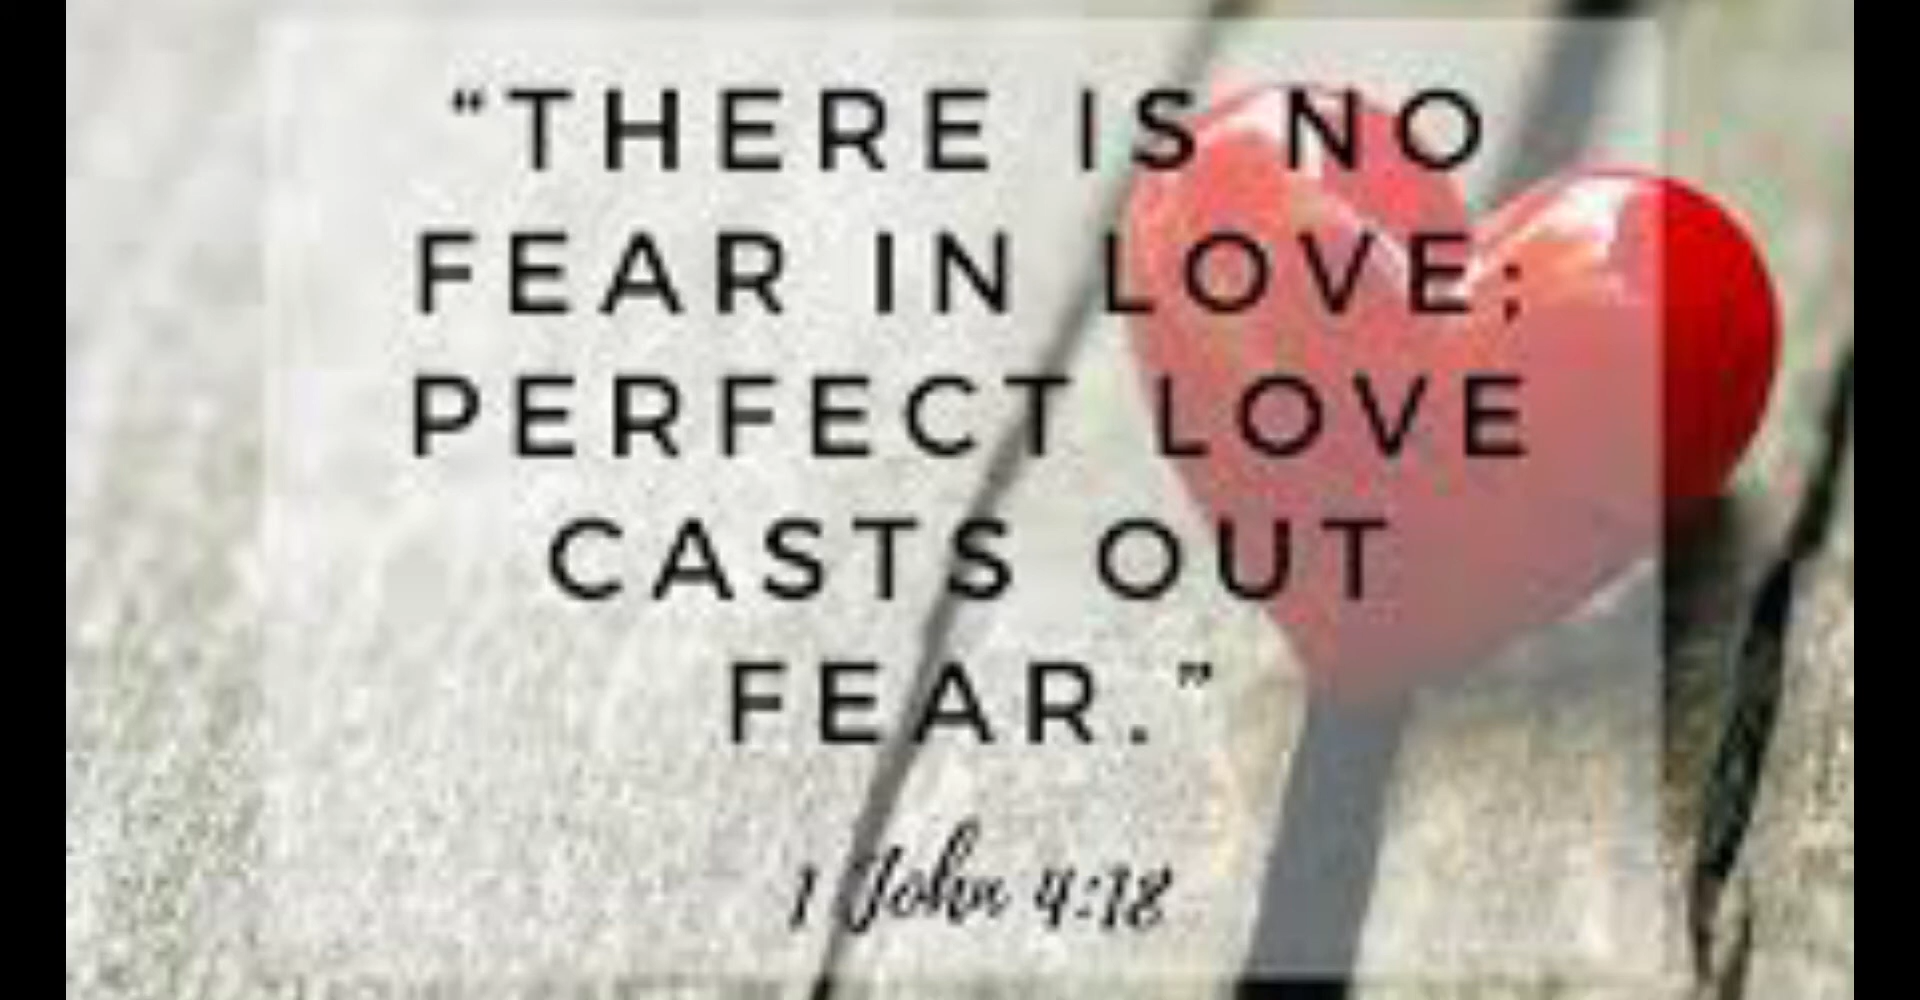 “THERE IS NO
FEAR IN LOVE;
PERFECT LOVE
CASTS OUT
FEAR.”
1 John 4:18